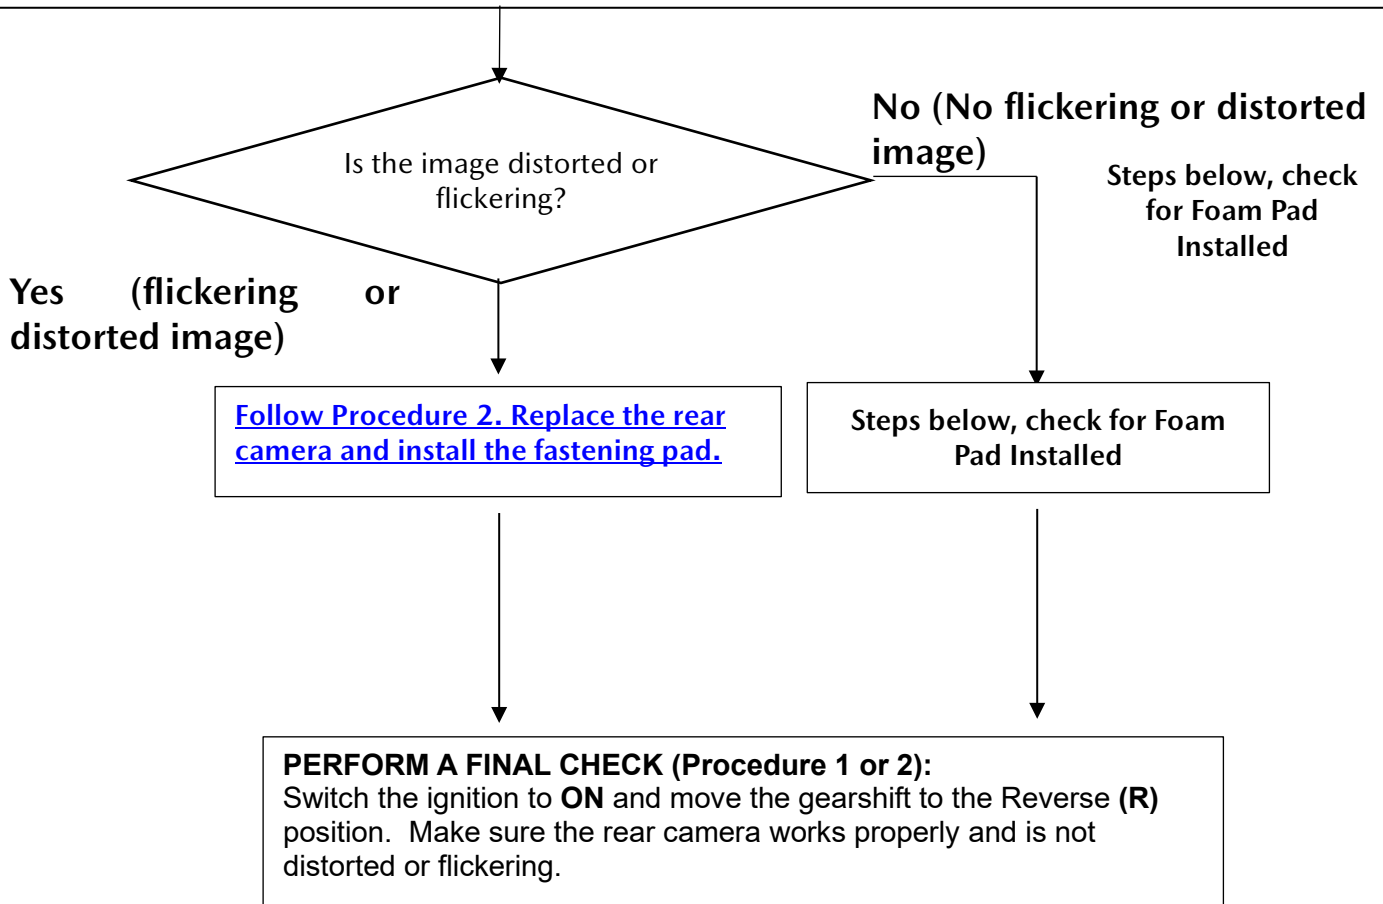 No (No flickering or distorted
image)
Is the image distorted or
flickering?
Steps below, check
for Foam Pad
Installed
Yes (flickering or
distorted image)
Follow Procedure 2. Replace the rear
camera and install the fastening pad.
Steps below, check for Foam
Pad Installed
PERFORM A FINAL CHECK (Procedure 1 or 2):
Switch the ignition to ON and move the gearshift to the Reverse (R)
position. Make sure the rear camera works properly and is not
distorted or flickering.